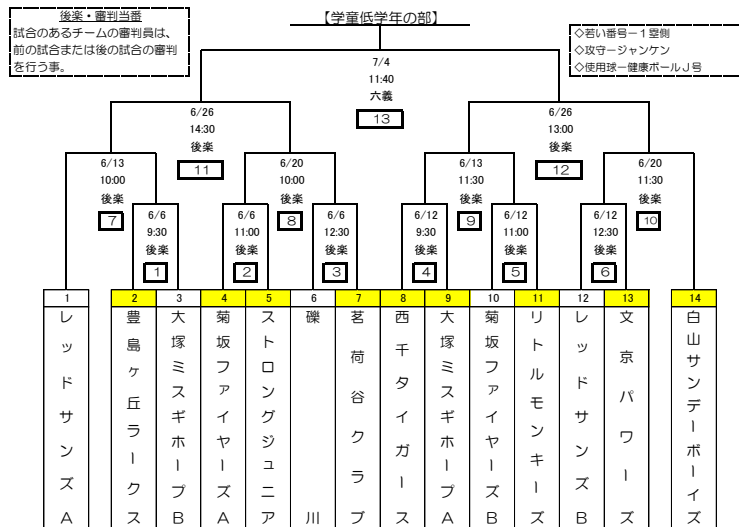 【学童低学年の部】
後楽・審判当番
試合のあるチームの審判員は、
前の試合または後の試合の審判
を行う事。
◇若い番号－1塁側
◇攻守－ジャンケン
◇使用球－健康ボールJ号
7/4
11:40
六義
13
6/26
14:30
後楽
11
6/26
13:00
後楽
12
6/13
10:00
後楽
7
6/20
10:00
後楽
8
6/13
11:30
後楽
9
6/20
11:30
後楽
10
6/6
9:30
後楽
1
6/6
11:00
後楽
2
6/6
12:30
後楽
3
6/12
9:30
後楽
4
6/12
11:00
後楽
5
6/12
12:30
後楽
6
1
レッドサンズA
2
豊島ヶ丘ラークス
3
大塚ミスギホープB
4
菊坂ファイヤーズA
5
ストロングジュニア
6
礫川
7
茗荷谷クラブ
8
西千タイガース
9
大塚ミスギホープA
10
菊坂ファイヤーズB
11
リトルモンキーズ
12
レッドサンズB
13
文京パワーズ
14
白山サンデーボーイズ